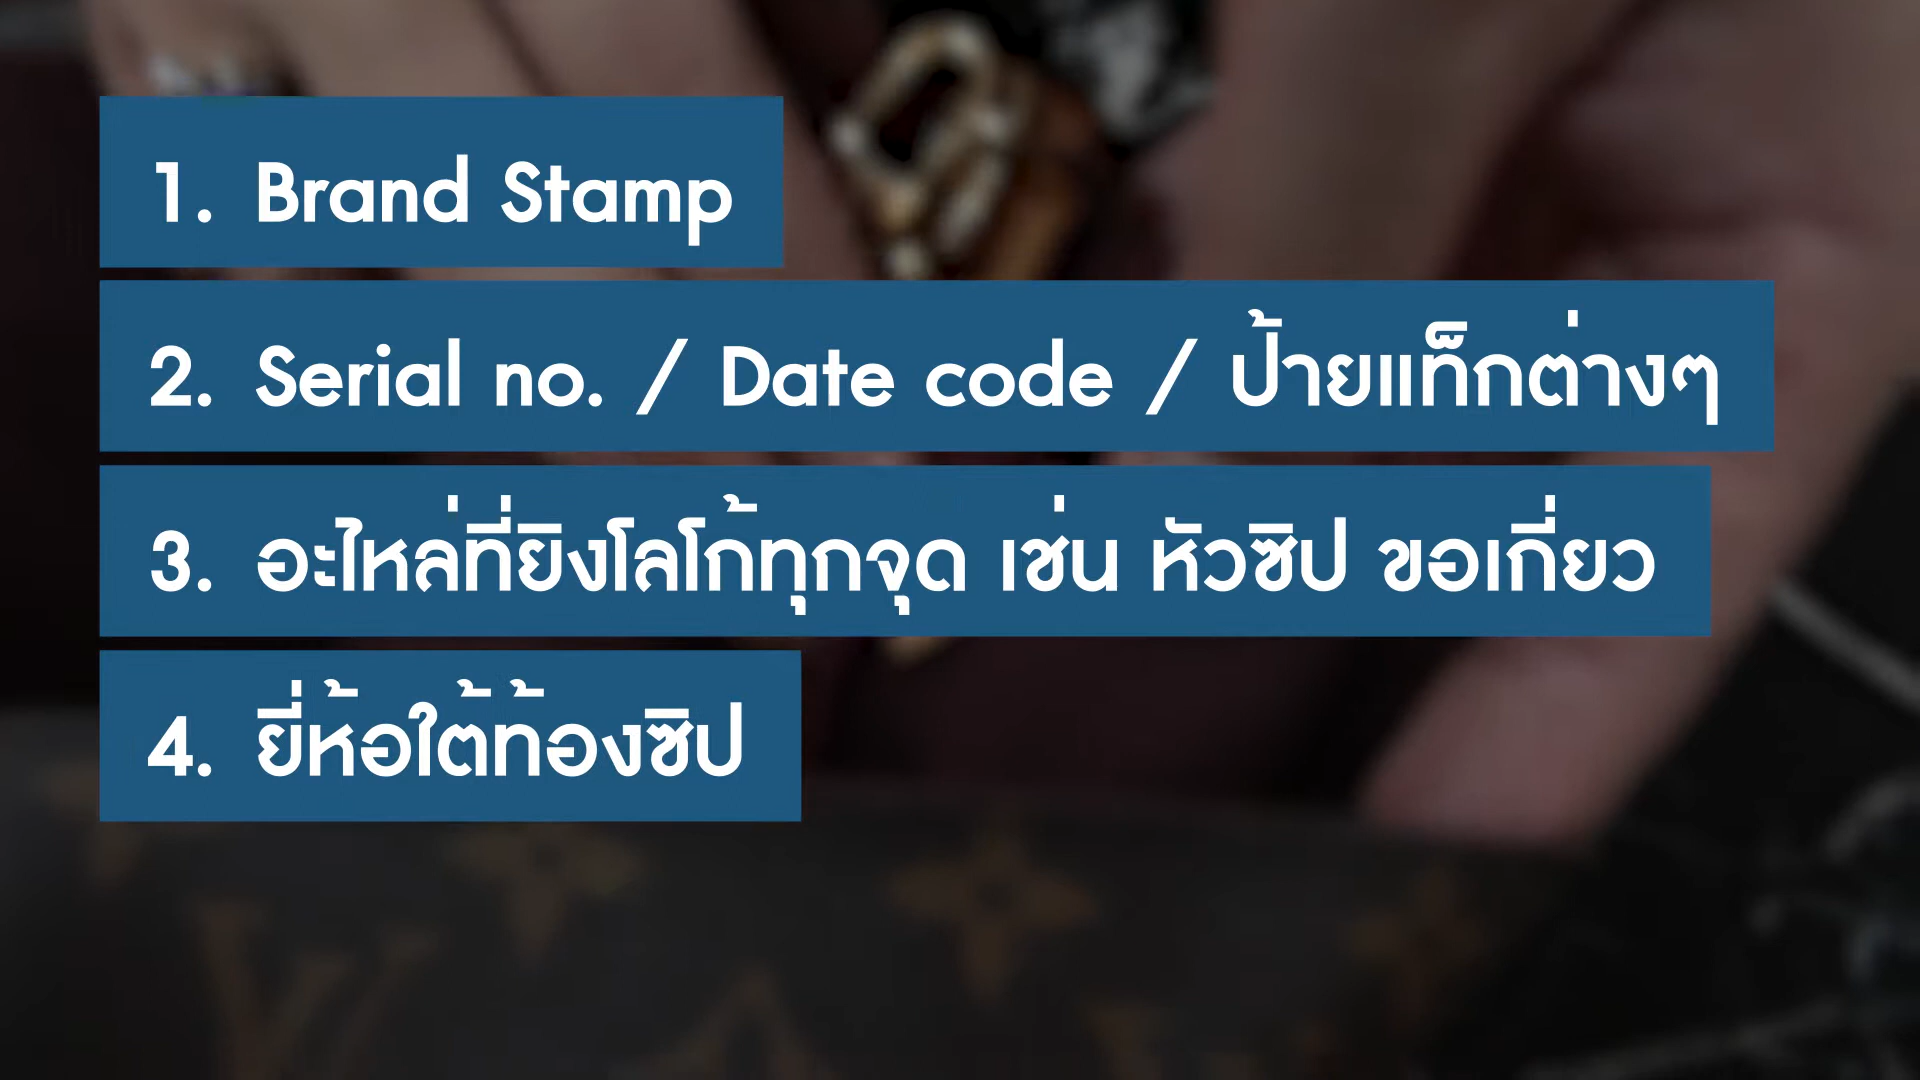 1. Brand Stamp
2. Serial no. / Date code / ป้ายแท็กต่างๆ
3. อะไหล่ที่ยิงโลโก้ทุกจุด เช่น หัวซิป ขอเกี่ยว
4. ยี่ห้อใต้ท้องซิป